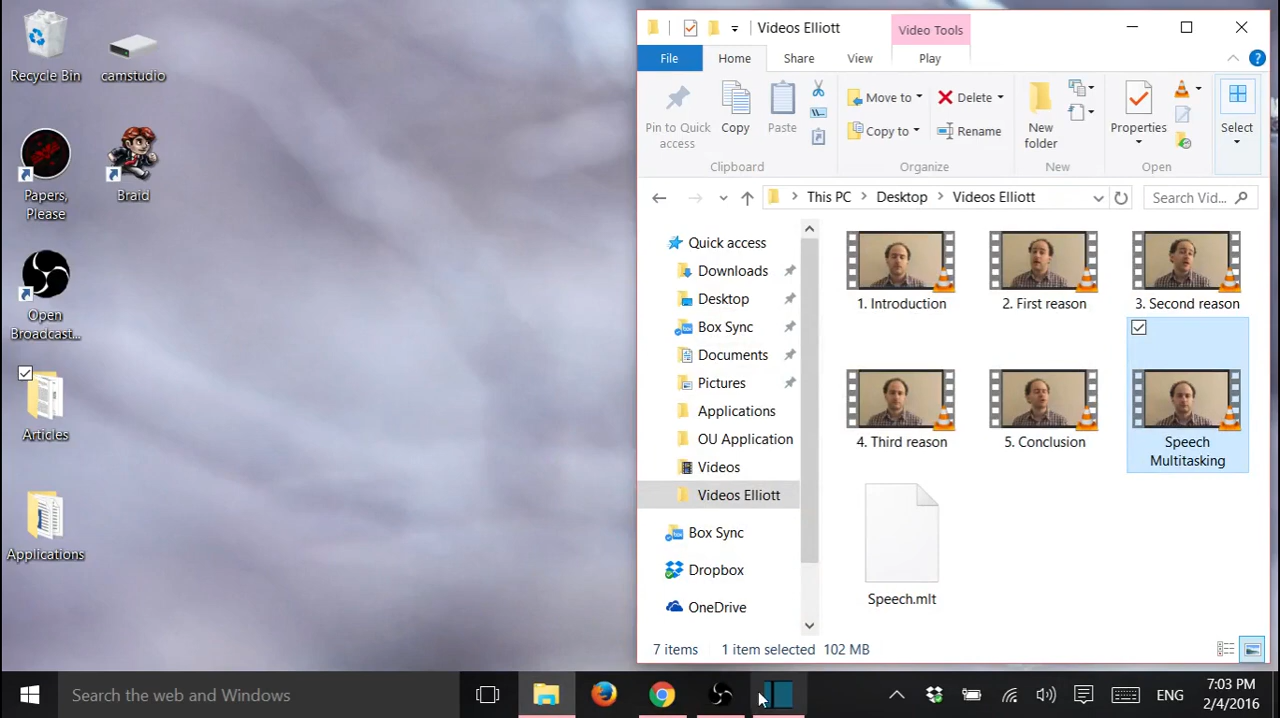 Recycle Bin
camstudio
Papers,
Please
Braid
Open
Broadcast...
Articles
Applications
Videos Elliott
Video Tools
File
Home
Share
View
Play
Pin to Quick
access
Copy
Paste
Move to
Copy to
Delete
Rename
New
folder
Properties
Select
Clipboard
Organize
New
Open
This PC
Desktop
Videos Elliott
Search Vid...
Quick access
Downloads
Desktop
Box Sync
Documents
Pictures
Applications
OU Application
Videos
Videos Elliott
Box Sync
Dropbox
OneDrive
1. Introduction
2. First reason
3. Second reason
4. Third reason
5. Conclusion
Speech
Multitasking
Speech.mlt
7 items
1 item selected 102 MB
Search the web and Windows
ENG
7:03 PM
2/4/2016